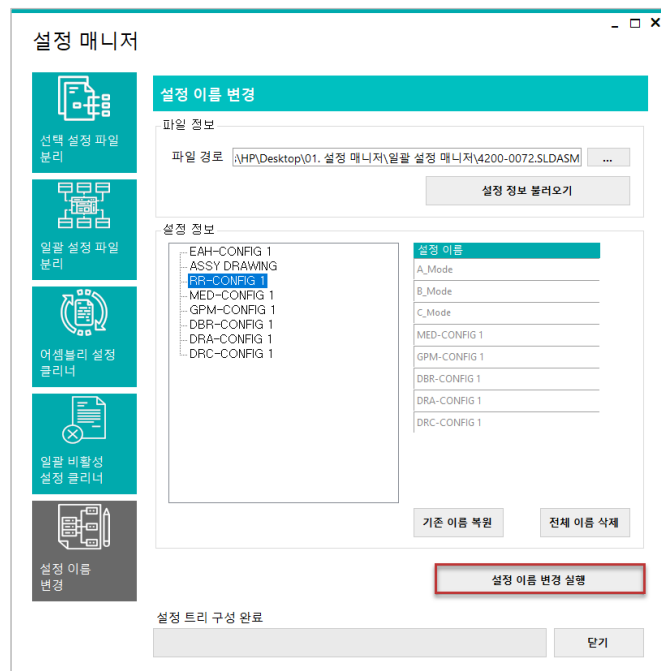 설정 매니저
선택 설정 파일
분리
일괄 설정 파일
분리
어셈블리 설정
클리너
일괄 비활성
설정 클리너
설정 이름
변경
설정 이름 변경
파일 정보
파일 경로 :\HP\Desktop\01. 설정 매니저\일괄 설정 매니저\4200-0072.SLDASM ...
설정 정보 불러오기
설정 정보
EAH-CONFIG 1
ASSY DRAWING
RR-CONFIG 1
MED-CONFIG 1
GPM-CONFIG 1
DBR-CONFIG 1
DRA-CONFIG 1
DRC-CONFIG 1
설정 이름
A_Mode
B_Mode
C_Mode
MED-CONFIG 1
GPM-CONFIG 1
DBR-CONFIG 1
DRA-CONFIG 1
DRC-CONFIG 1
기존 이름 복원 전체 이름 삭제
설정 이름 변경 실행
설정 트리 구성 완료
닫기